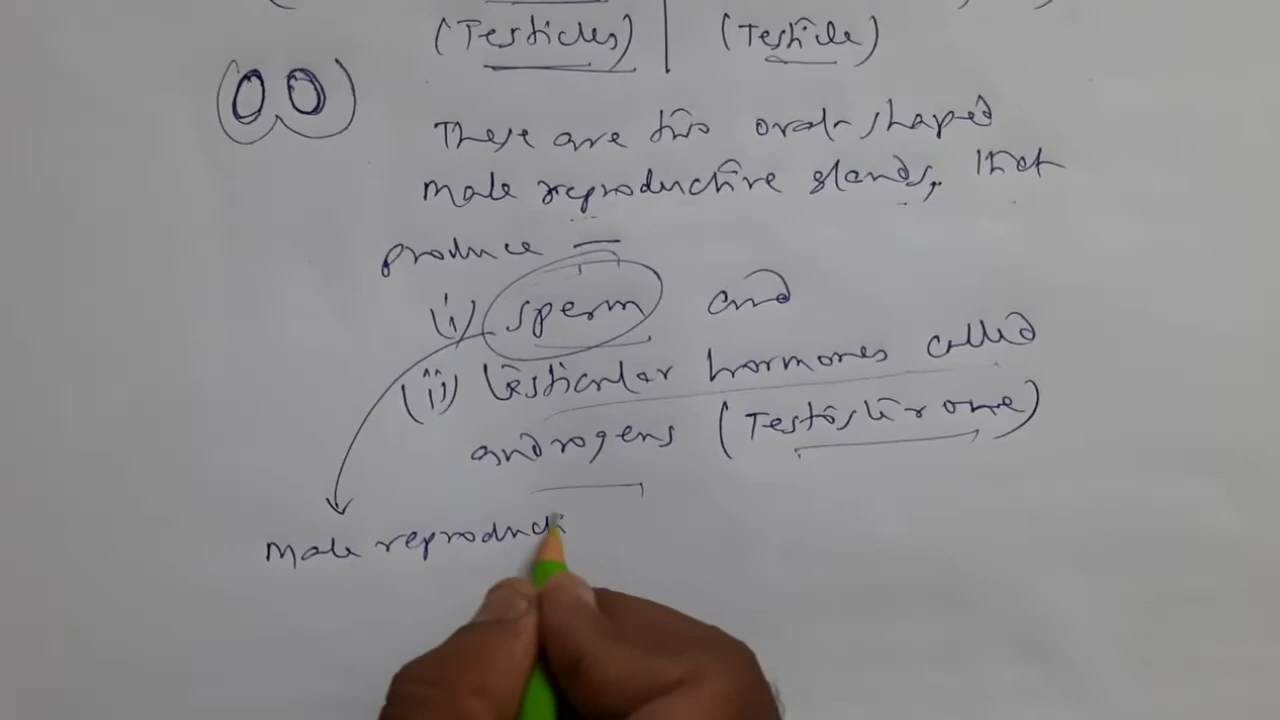 (Testicles) | (Testicle)
These are two oval-shaped
male reproductive glands, that
produce =
(i) sperm and
(ii) testicular hormones called
androgens (Testosterone)
Male reproducti